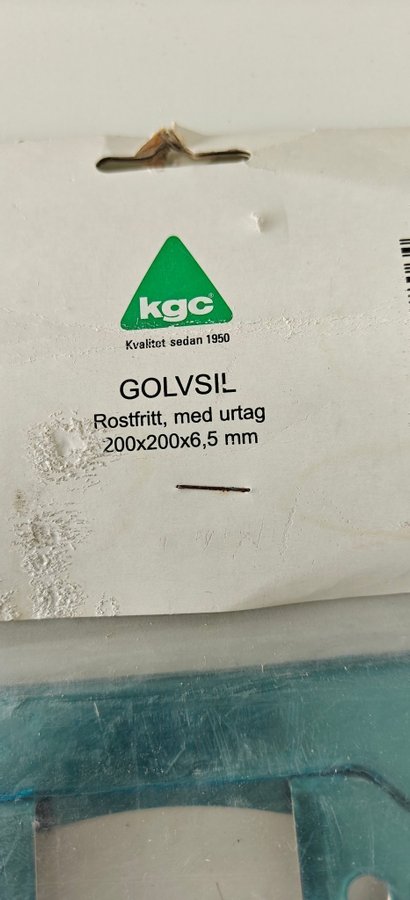 kgc
Kvalitet sedan 1950
GOLVSIL
Rostfritt, med urtag
200x200x6,5 mm